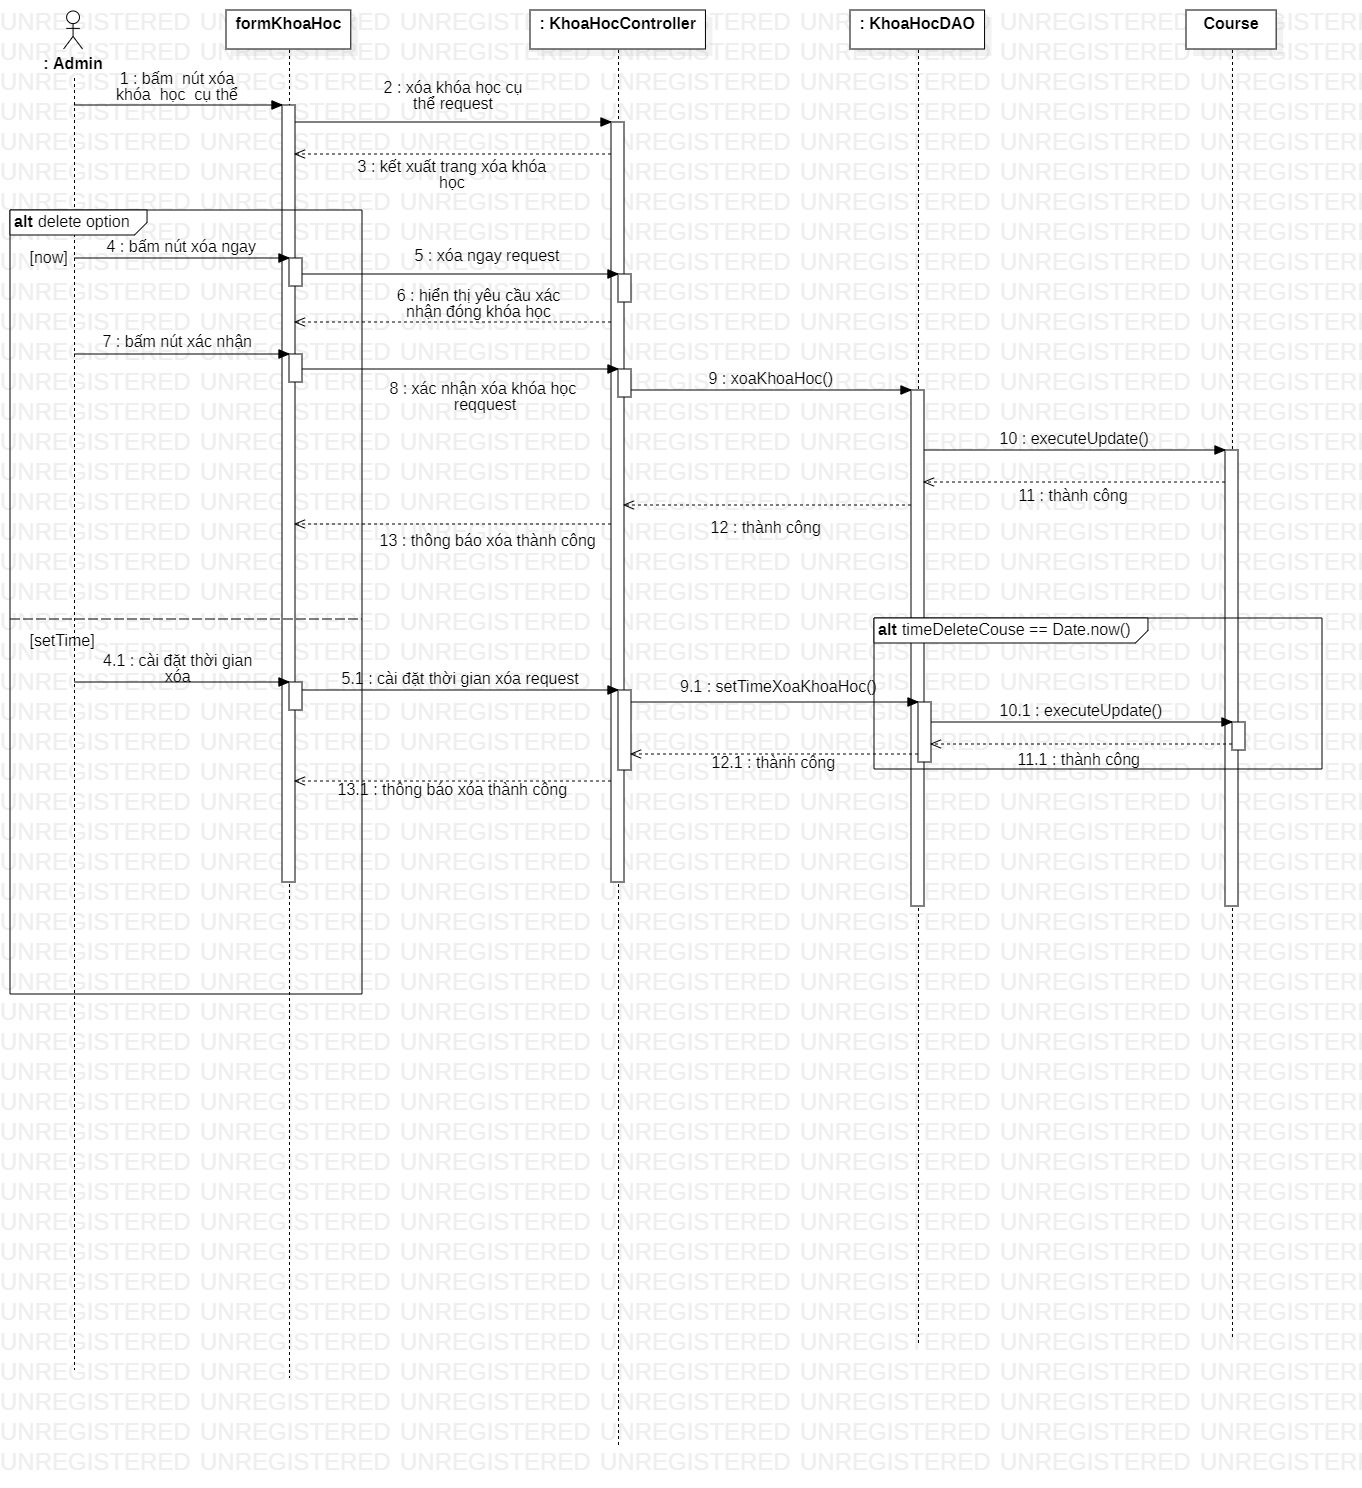 formKhoaHoc
: KhoaHocController
: KhoaHocDAO
Course
: Admin
1 : bấm nút xóa
khóa học cụ thể
2 : xóa khóa học cụ
thể request
3 : kết xuất trang xóa khóa
học
alt delete option
[now]
4 : bấm nút xóa ngay
5 : xóa ngay request
6 : hiển thị yêu cầu xác
nhận đóng khóa học
7 : bấm nút xác nhận
8 : xác nhận xóa khóa học
reqquest
9 : xoaKhoaHoc()
10 : executeUpdate()
11 : thành công
12 : thành công
13 : thông báo xóa thành công
[setTime]
alt timeDeleteCouse == Date.now()
4.1 : cài đặt thời gian
xóa
5.1 : cài đặt thời gian xóa request
9.1 : setTimeXoaKhoaHoc()
10.1 : executeUpdate()
11.1 : thành công
12.1 : thành công
13.1 : thông báo xóa thành công
UNREGISTERED